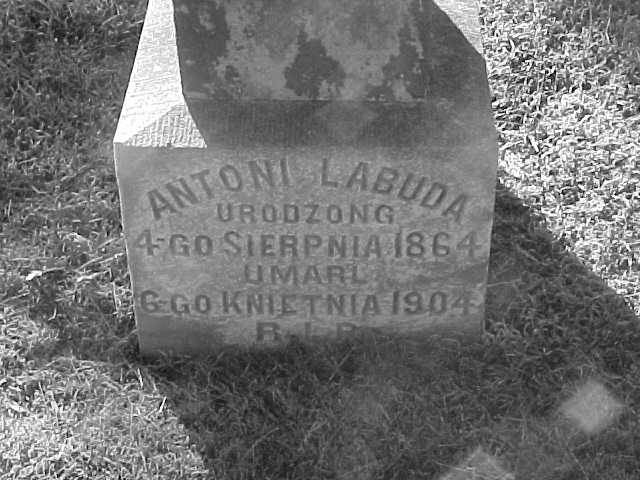 ANTONI LABUDA
URODZONG
4-GO SIERPNIA 1864
UMARL
6-GO KNIETNIA 1904
R.I.P.